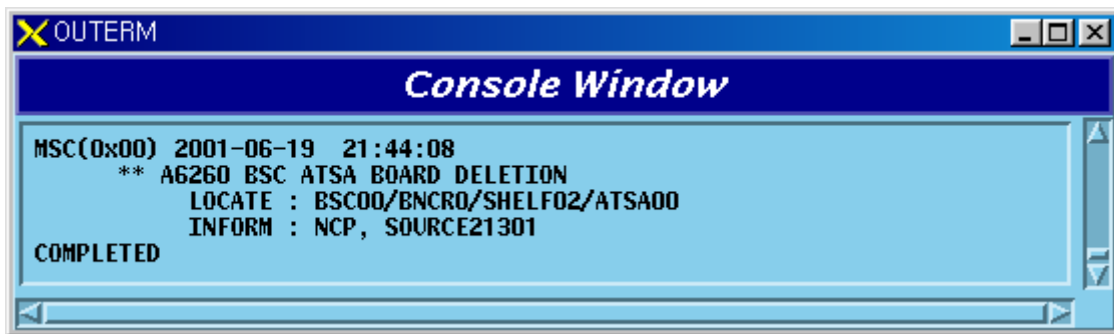 OUTERM
Console Window
MSC(0x00) 2001-06-19 21:44:08
** A6260 BSC ATSA BOARD DELETION
LOCATE : BSC00/BNCR0/SHELF02/ATSA00
INFORM : NCP, SOURCE21301
COMPLETED